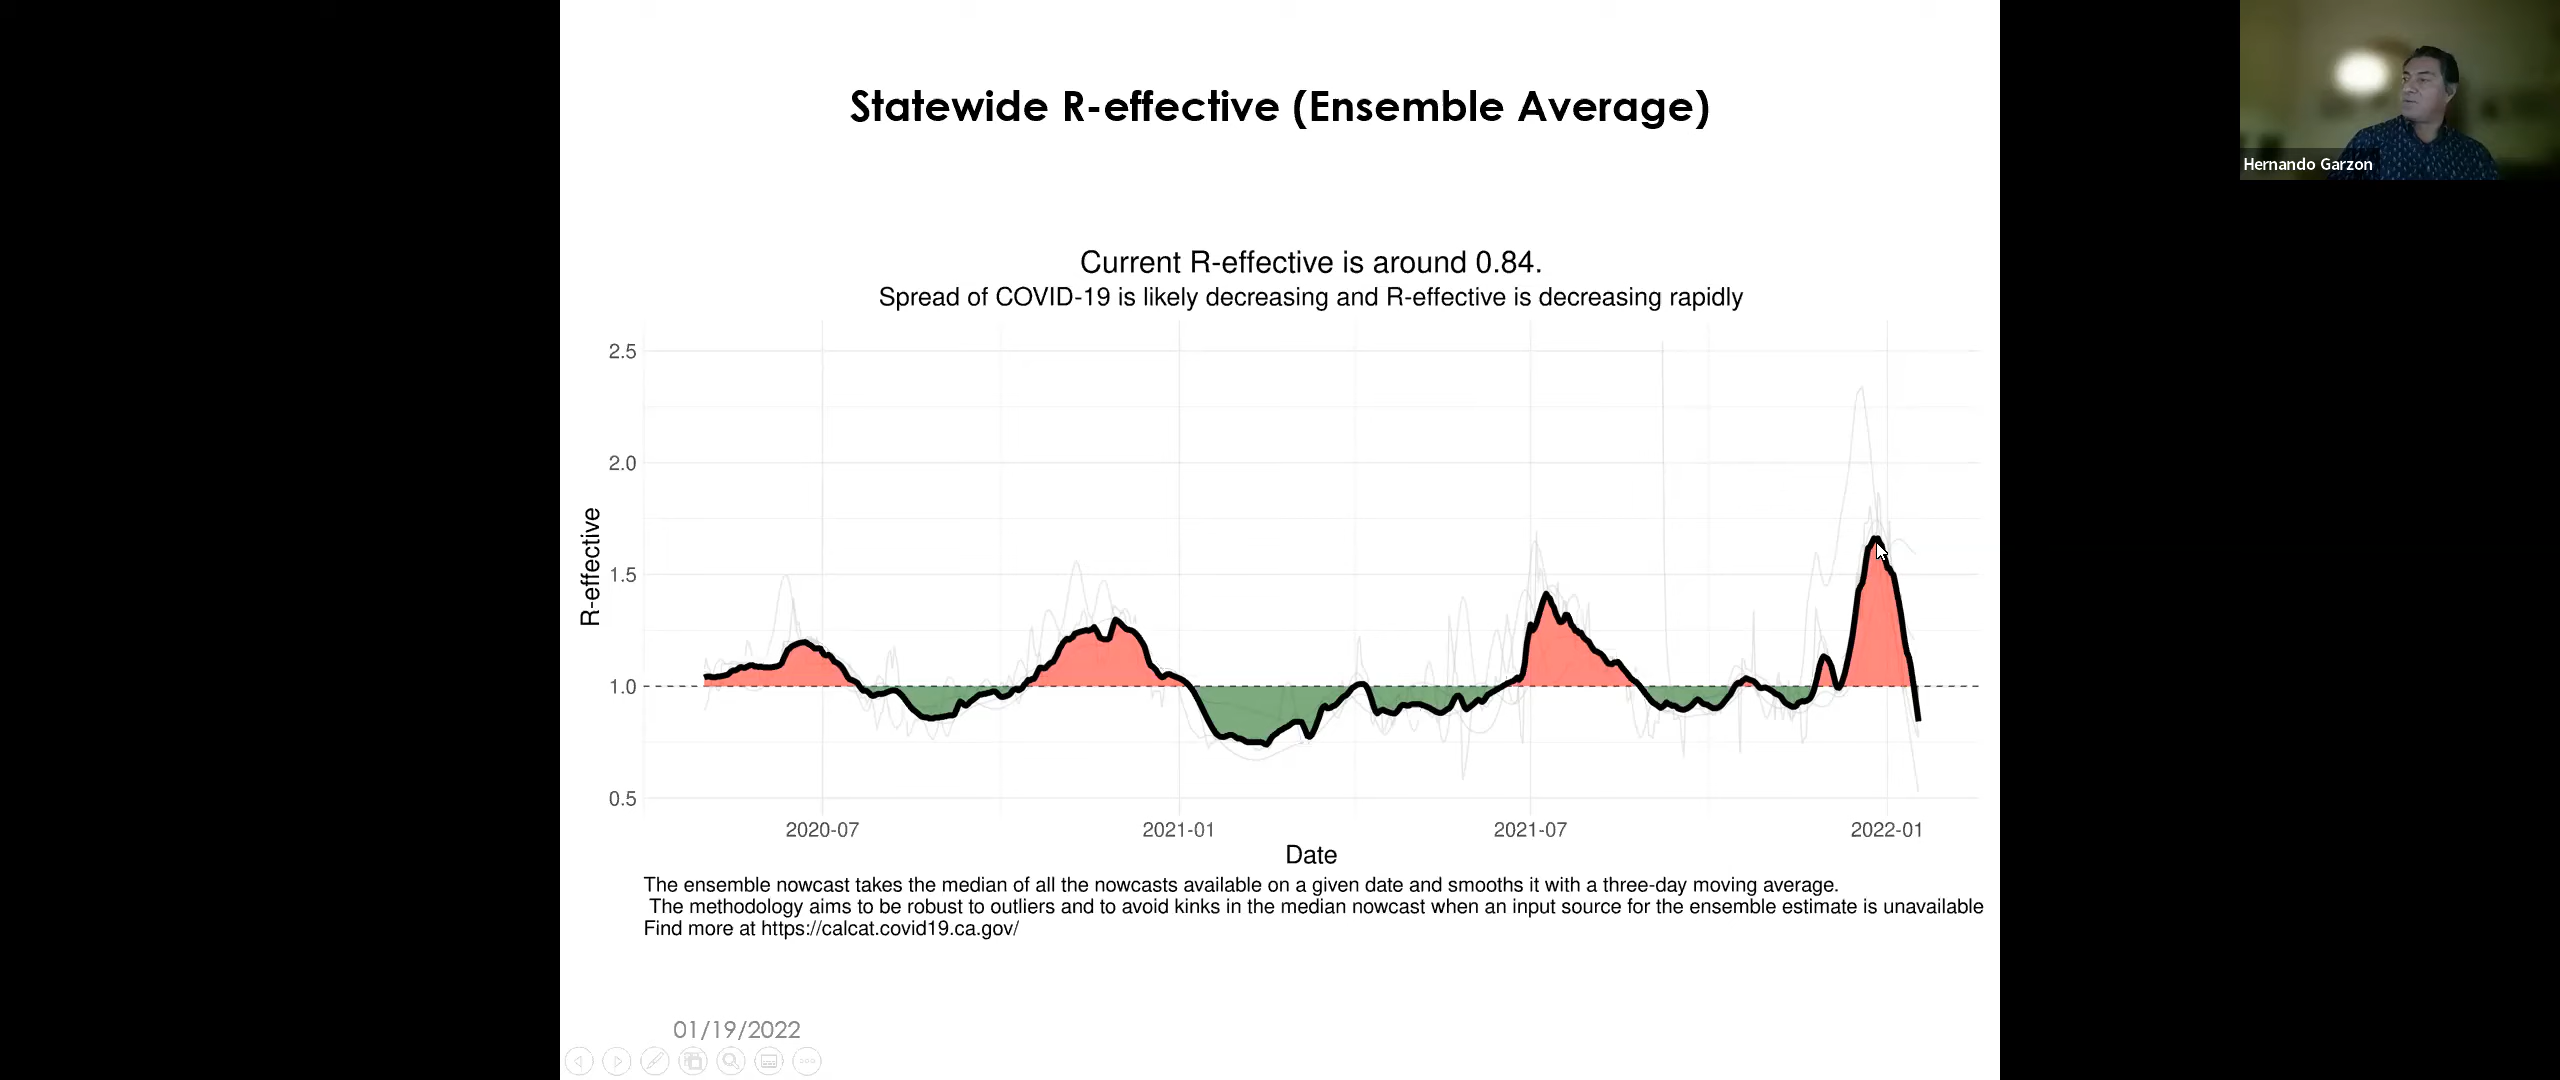 Statewide R-effective (Ensemble Average)
Hernando Garzon
Current R-effective is around 0.84.
Spread of COVID-19 is likely decreasing and R-effective is decreasing rapidly
2.5
2.0
1.5
1.0
0.5
R-effective
2020-07
2021-01
2021-07
2022-01
Date
The ensemble nowcast takes the median of all the nowcasts available on a given date and smooths it with a three-day moving average.
The methodology aims to be robust to outliers and to avoid kinks in the median nowcast when an input source for the ensemble estimate is unavailable
Find more at https://calcat.covid19.ca.gov/
01/19/2022